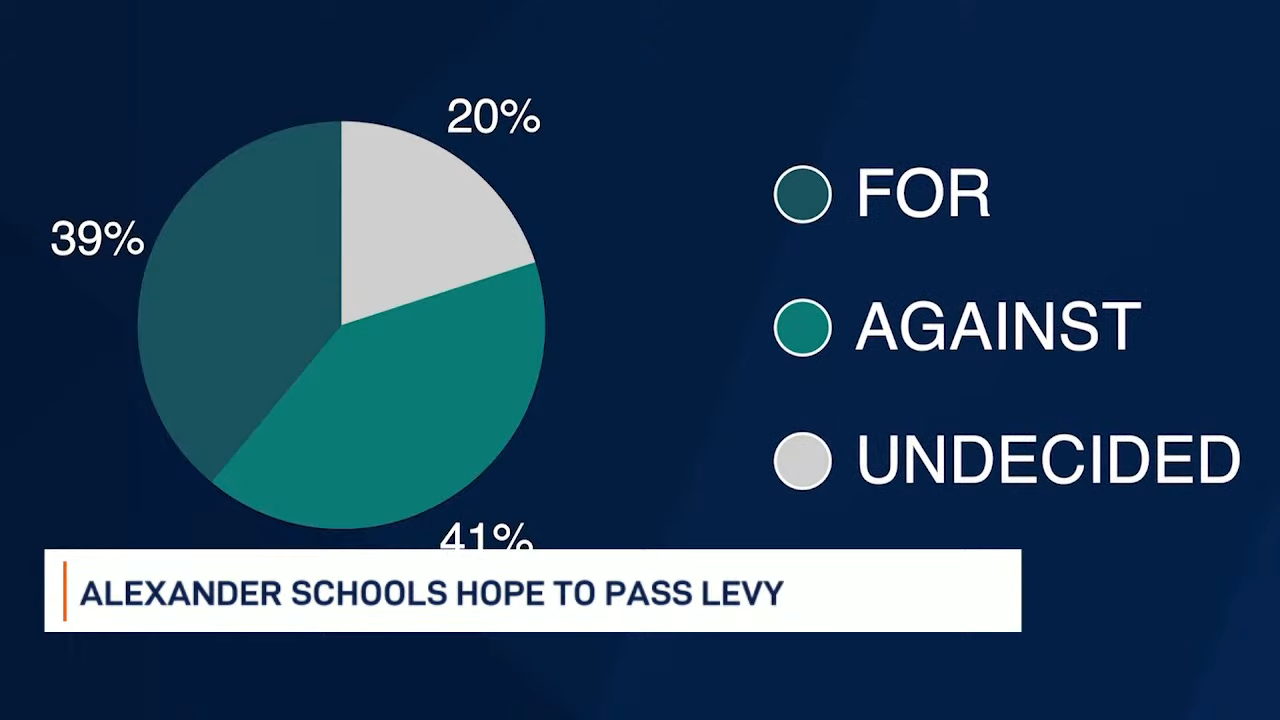 20%
39%
41%
FOR
AGAINST
UNDECIDED
ALEXANDER SCHOOLS HOPE TO PASS LEVY